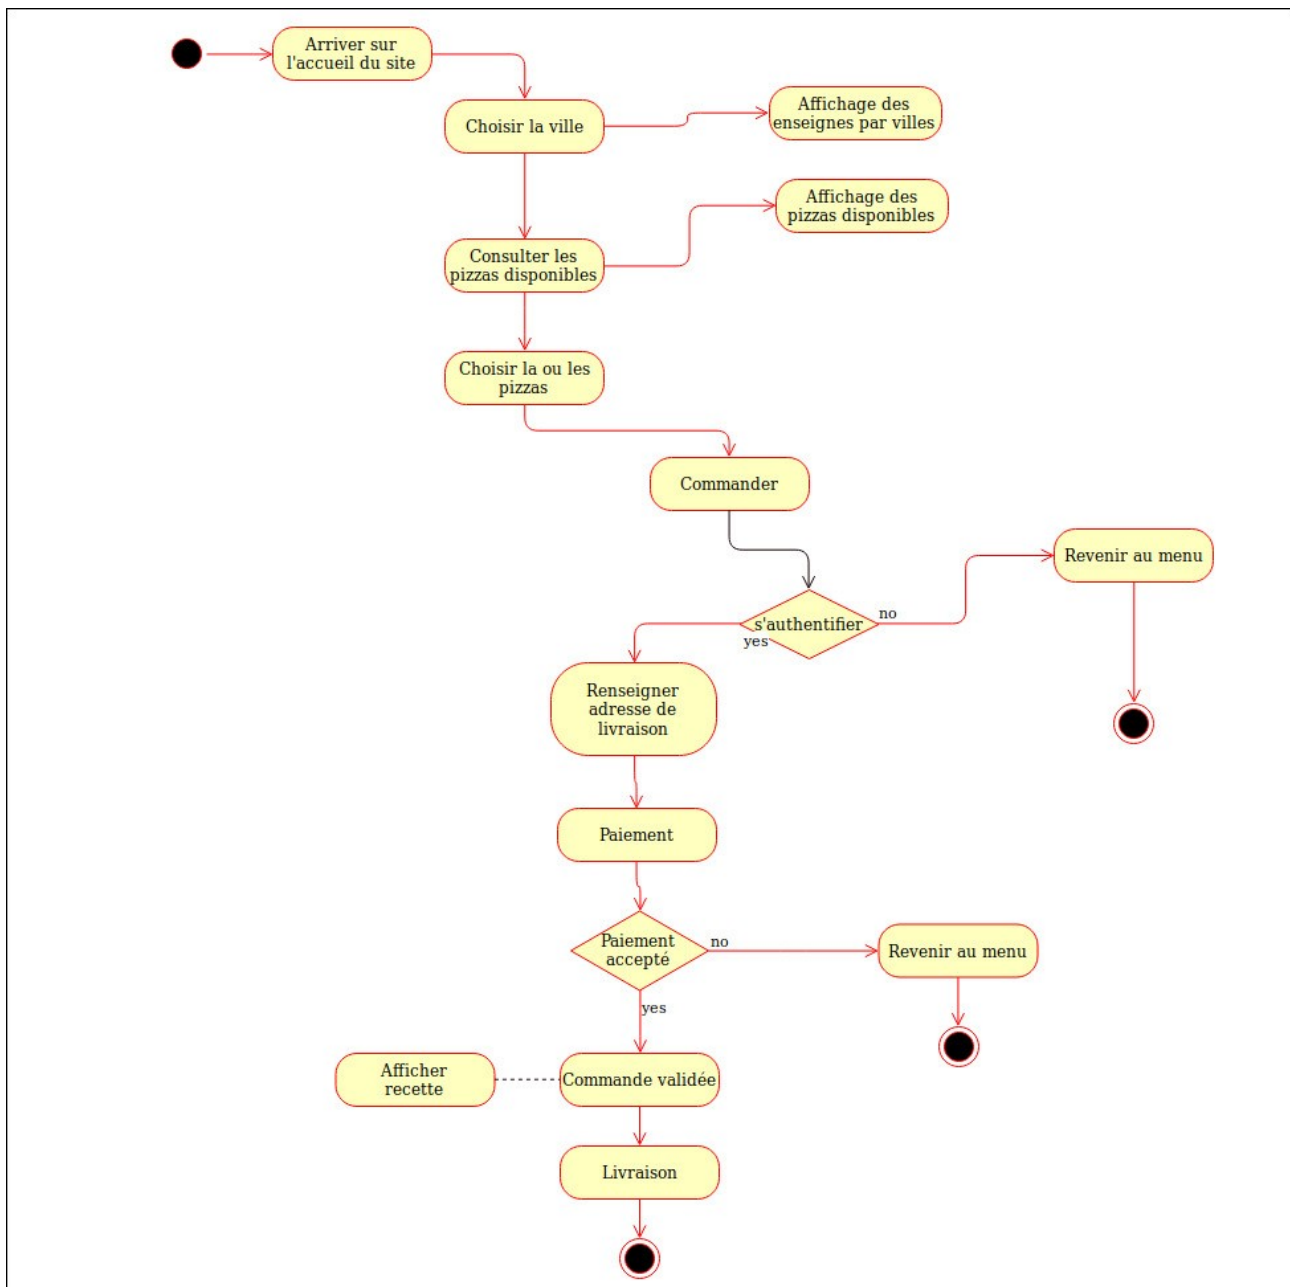 Arriver sur
l'accueil du site
Choisir la ville
Affichage des
enseignes par villes
Affichage des
pizzas disponibles
Consulter les
pizzas disponibles
Choisir la ou les
pizzas
Commander
Revenir au menu
s'authentifier
no
yes
Renseigner
adresse de
livraison
Paiement
Paiement
accepté
no
Revenir au menu
yes
Afficher
recette
Commande validée
Livraison